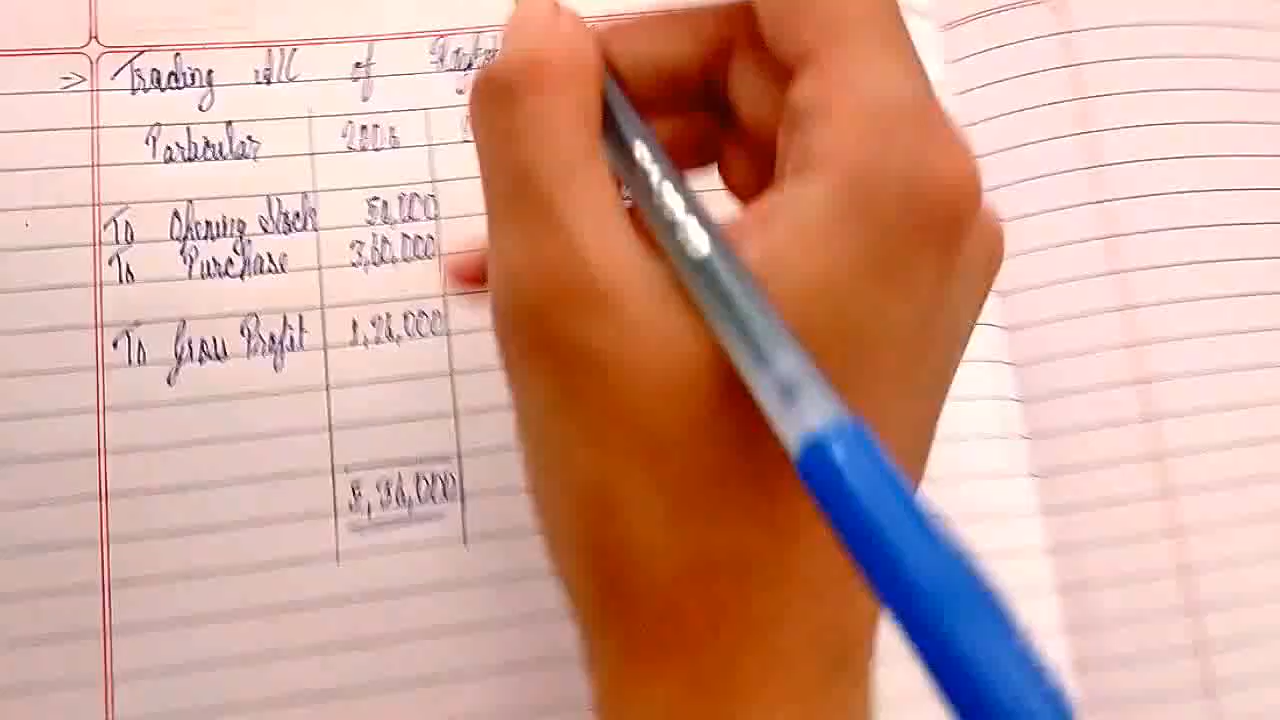 => Trading A/C of
Particular
To Opening Stock 50,000
To Purchase 3,60,000
To Gross Profit 1,26,000
5,36,000